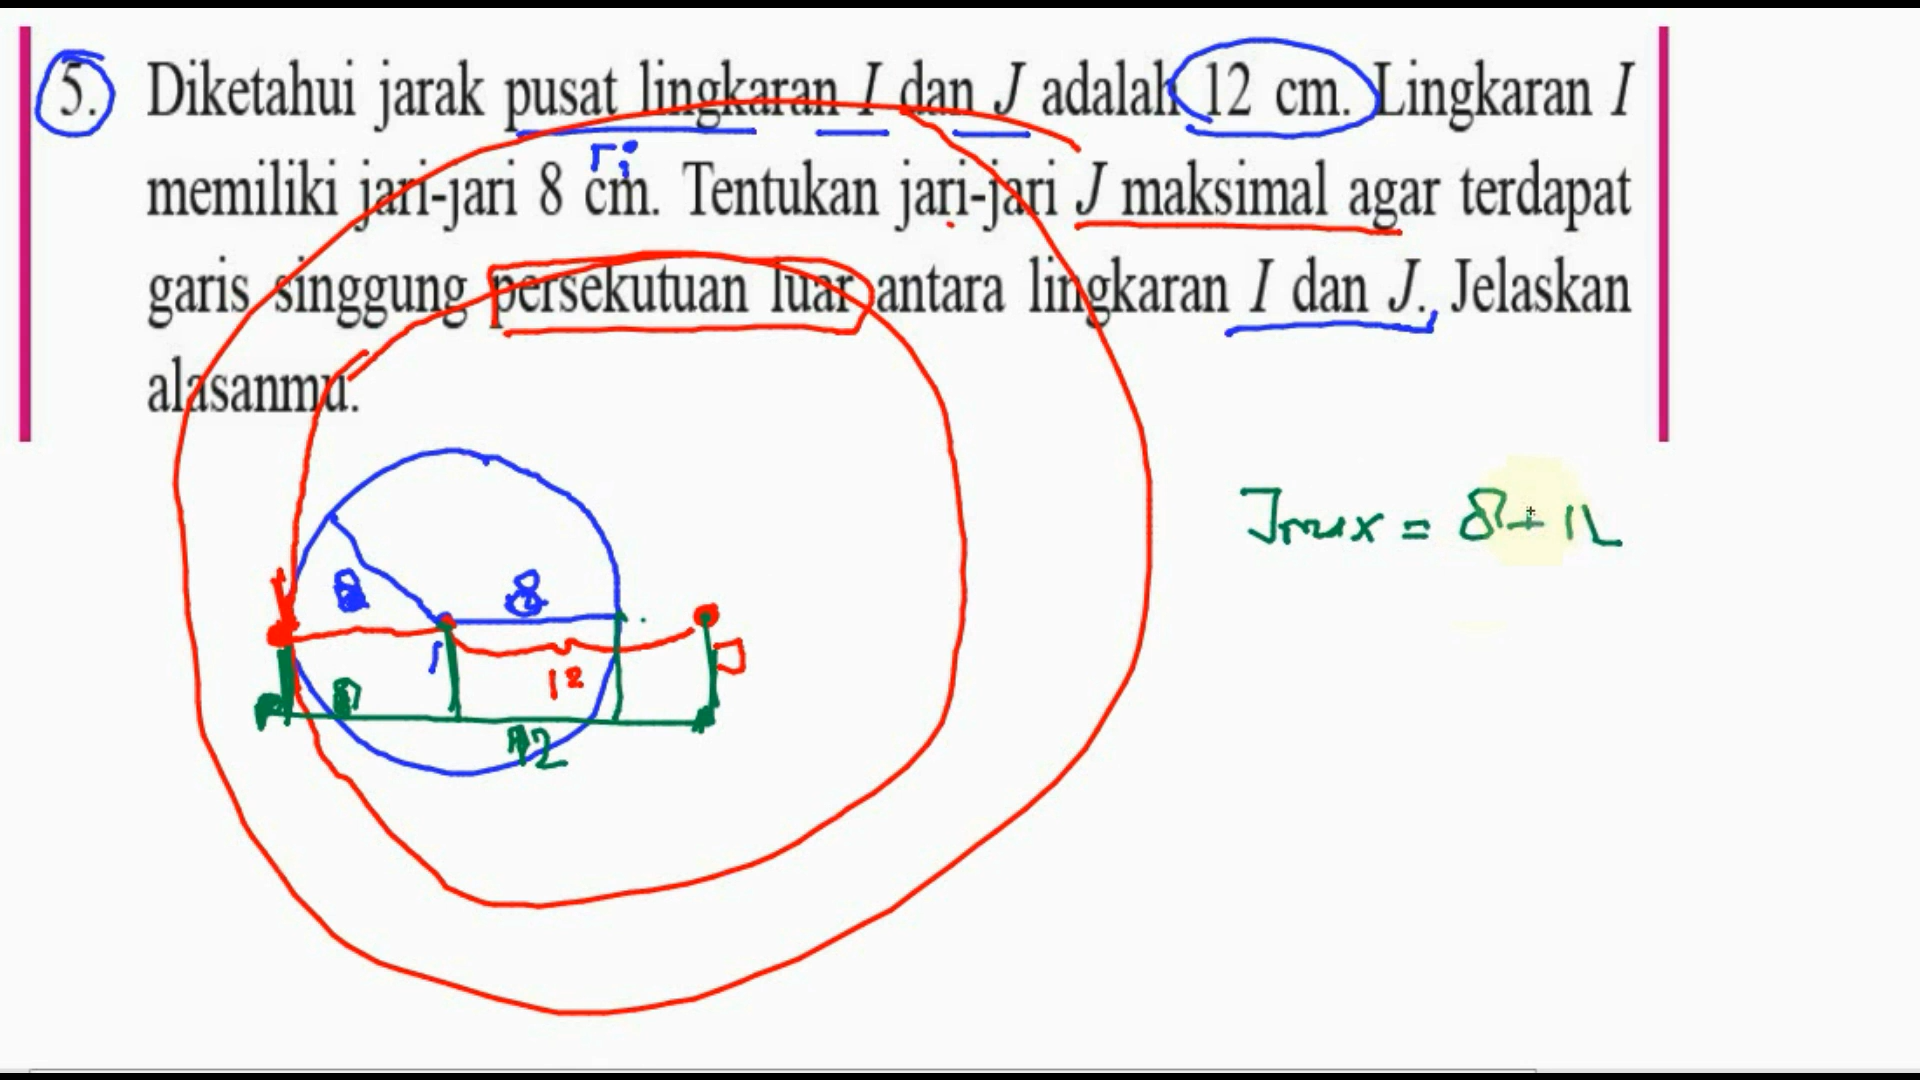 5. Diketahui jarak pusat lingkaran I dan J adalah 12 cm. Lingkaran I
memiliki jari-jari 8 cm. Tentukan jari-jari J maksimal agar terdapat
garis singgung persekutuan luar antara lingkaran I dan J. Jelaskan
alasanmu.
ri
Jmax = 8 + 12
8 8
I 12 J
8
12